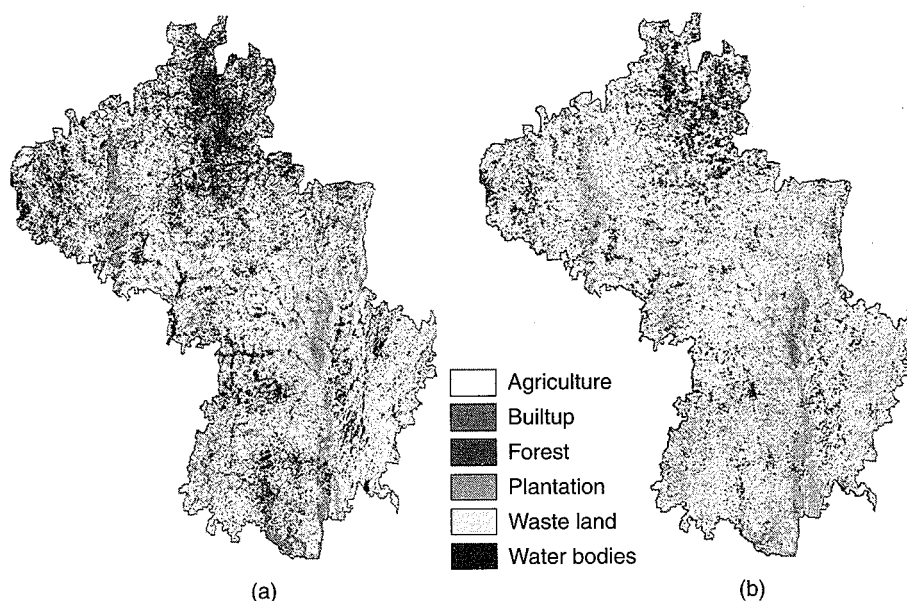 Agriculture
Builtup
Forest
Plantation
Waste land
Water bodies
(a)
(b)